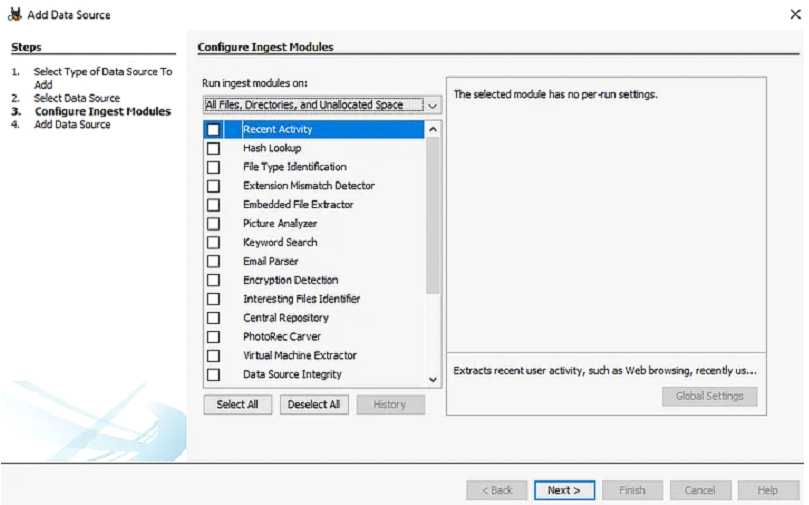 Add Data Source
Steps
1. Select Type of Data Source To
Add
2. Select Data Source
3. Configure Ingest Modules
4. Add Data Source
Configure Ingest Modules
Run ingest modules on:
All Files, Directories, and Unallocated Space
Recent Activity
Hash Lookup
File Type Identification
Extension Mismatch Detector
Embedded File Extractor
Picture Analyzer
Keyword Search
Email Parser
Encryption Detection
Interesting Files Identifier
Central Repository
PhotoRec Carver
Virtual Machine Extractor
Data Source Integrity
Select All
Deselect All
History
The selected module has no per-run settings.
Extracts recent user activity, such as Web browsing, recently us...
Global Settings
< Back
Next >
Finish
Cancel
Help